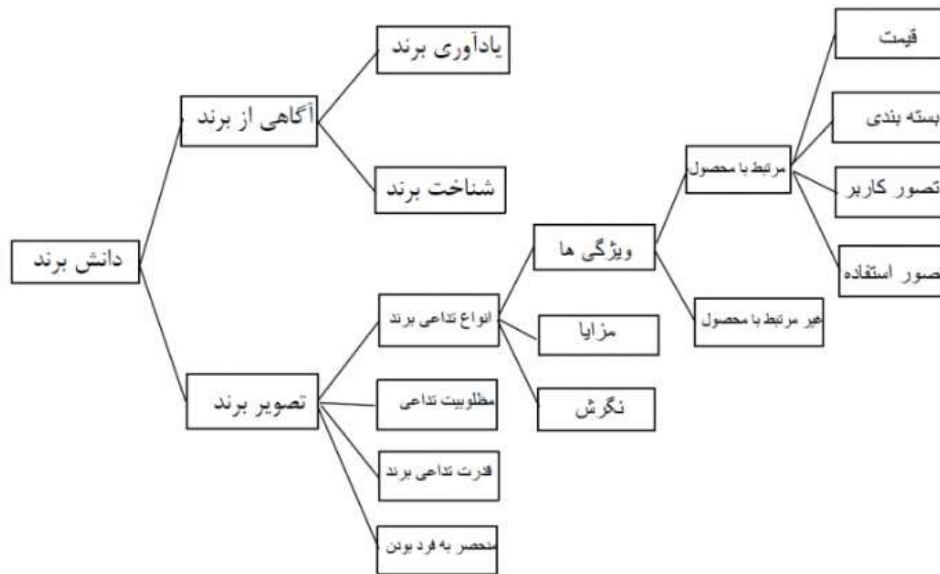 قیمت
یادآوری برند
آگاهی از برند
بسته بندی
مرتبط با محصول
تصور کاربر
شناخت برند
ویژگی ها
دانش برند
صور استفاده
انواع تداعی برند
غیر مرتبط با محصول
مزایا
تصویر برند
مطلوبیت تداعی
نگرش
قدرت تداعی برند
منحصر به فرد بودن